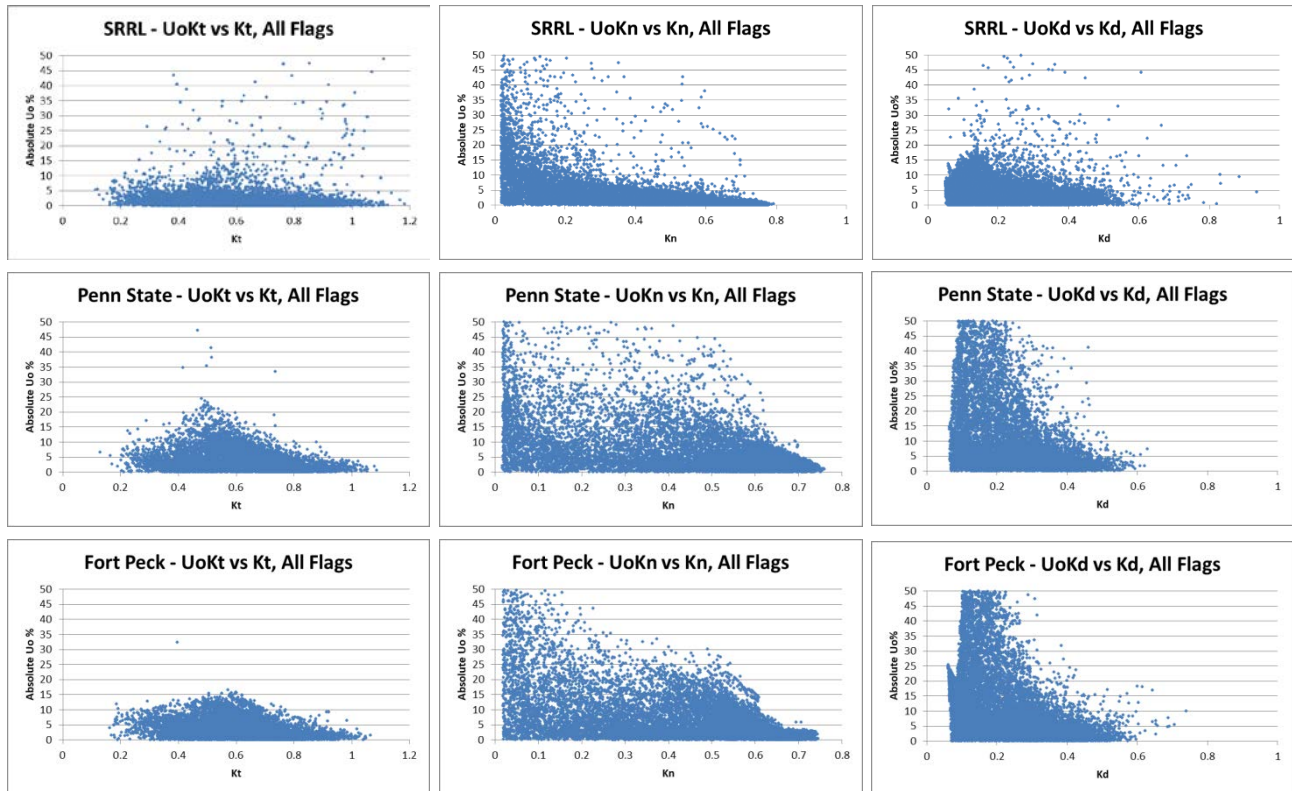 SRRL - UoKt vs Kt, All Flags
Absolute Uo %
50
45
40
35
30
25
20
15
10
5
0
0 0.2 0.4 0.6 0.8 1 1.2
Kt
SRRL - UoKn vs Kn, All Flags
Absolute Uo %
50
45
40
35
30
25
20
15
10
5
0
0 0.2 0.4 0.6 0.8 1
Kn
SRRL - UoKd vs Kd, All Flags
Absolute Uo %
50
45
40
35
30
25
20
15
10
5
0
0 0.2 0.4 0.6 0.8 1
Kd
Penn State - UoKt vs Kt, All Flags
Absolute Uo %
50
45
40
35
30
25
20
15
10
5
0
0 0.2 0.4 0.6 0.8 1 1.2
Kt
Penn State - UoKn vs Kn, All Flags
Absolute Uo %
50
45
40
35
30
25
20
15
10
5
0
0 0.1 0.2 0.3 0.4 0.5 0.6 0.7 0.8
Kn
Penn State - UoKd vs Kd, All Flags
Absolute Uo%
50
45
40
35
30
25
20
15
10
5
0
0 0.2 0.4 0.6 0.8 1
Kd
Fort Peck - UoKt vs Kt, All Flags
Absolute Uo %
50
45
40
35
30
25
20
15
10
5
0
0 0.2 0.4 0.6 0.8 1 1.2
Kt
Fort Peck - UoKn vs Kn, All Flags
Absolute Uo %
50
45
40
35
30
25
20
15
10
5
0
0 0.1 0.2 0.3 0.4 0.5 0.6 0.7 0.8
Kn
Fort Peck - UoKd vs Kd, All Flags
Absolute Uo%
50
45
40
35
30
25
20
15
10
5
0
0 0.2 0.4 0.6 0.8 1
Kd